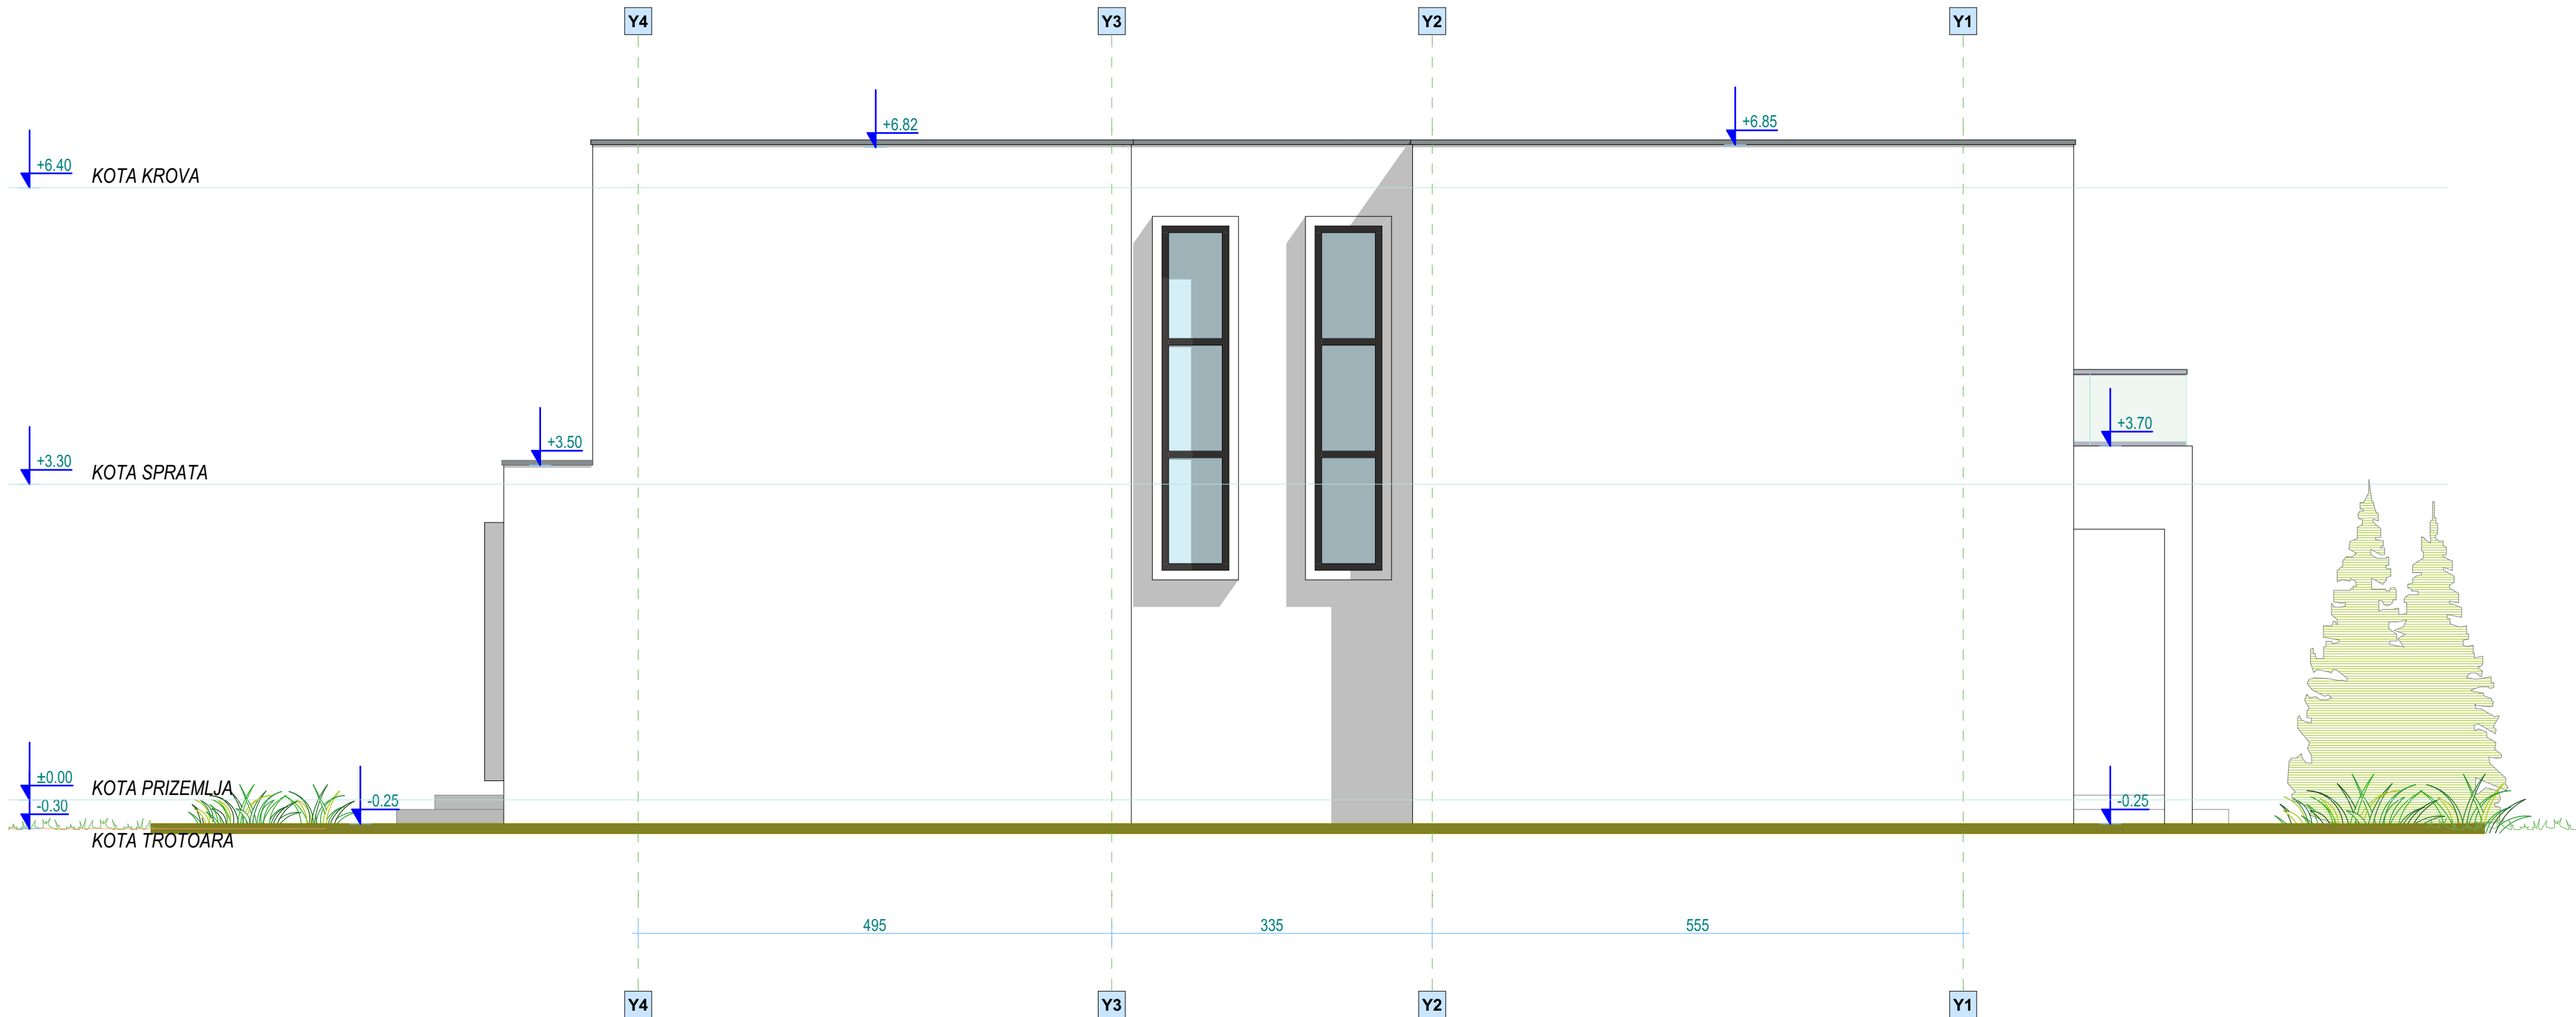 Y4 Y3 Y2 Y1
+6.82 +6.85
+6.40 KOTA KROVA
+3.50 +3.70
+3.30 KOTA SPRATA
±0.00 KOTA PRIZEMLJA
-0.30 -0.25 -0.25
KOTA TROTOARA
495 335 555
Y4 Y3 Y2 Y1